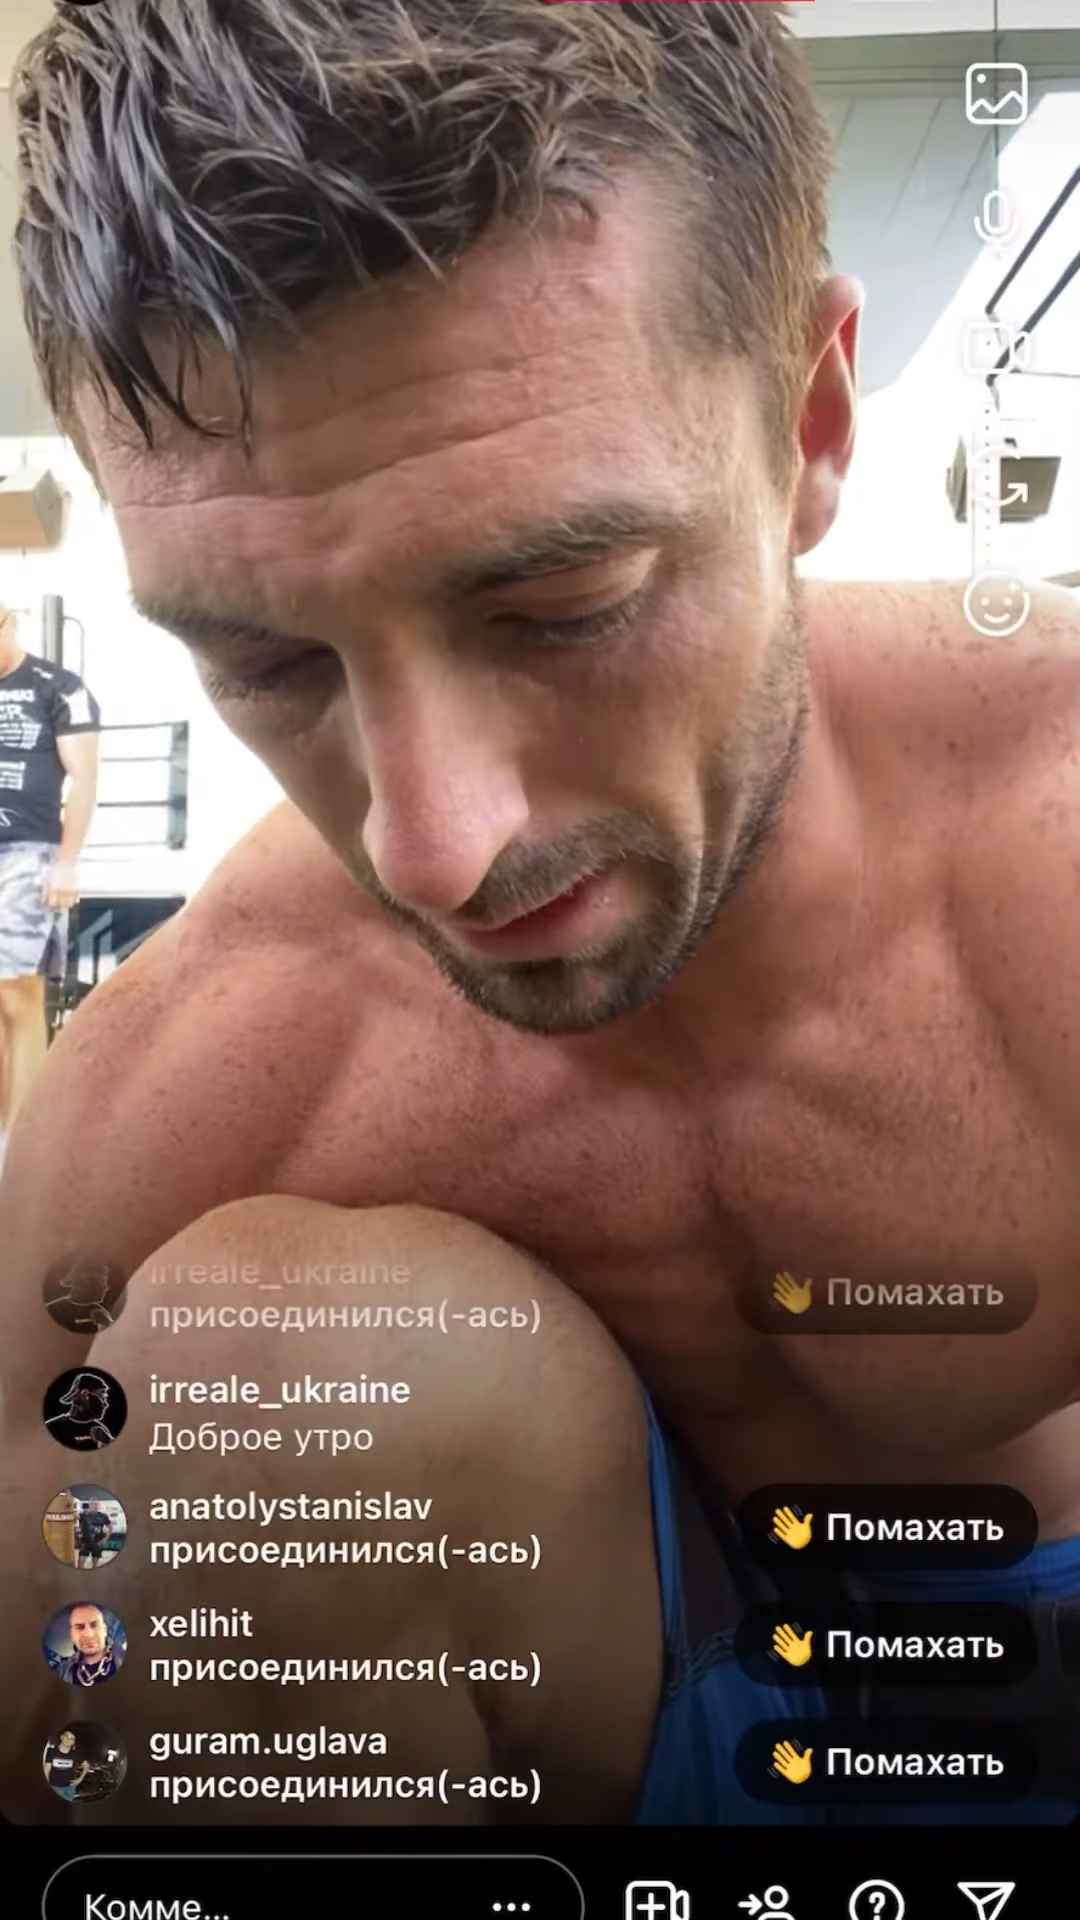 irreale_ukraine
присоединился(-ась)
👋 Помахать
irreale_ukraine
Доброе утро
anatolystanislav
присоединился(-ась)
👋 Помахать
xelihit
присоединился(-ась)
👋 Помахать
guram.uglava
присоединился(-ась)
👋 Помахать
Комме...